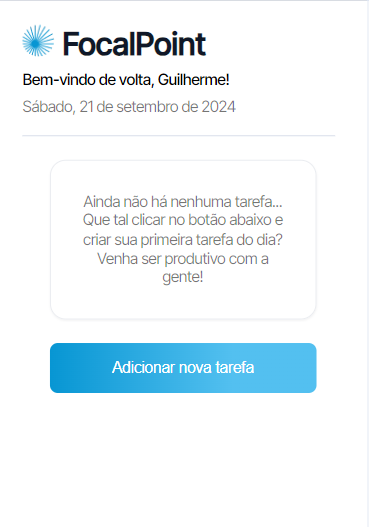 FocalPoint
Bem-vindo de volta, Guilherme!
Sábado, 21 de setembro de 2024
Ainda não há nenhuma tarefa...
Que tal clicar no botão abaixo e
criar sua primeira tarefa do dia?
Venha ser produtivo com a
gente!
Adicionar nova tarefa